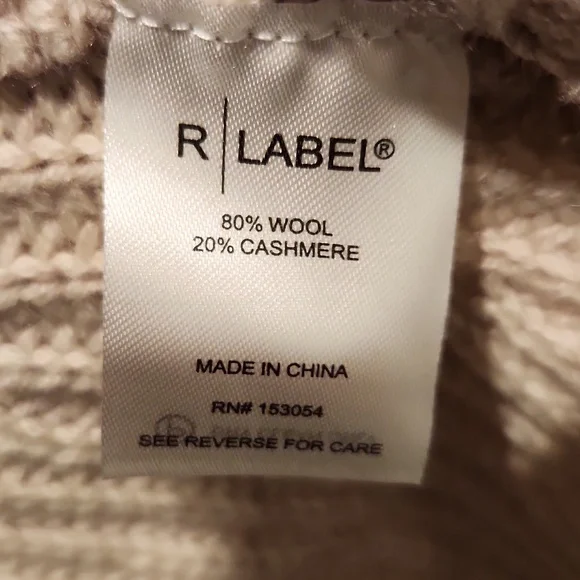 R | LABEL®
80% WOOL
20% CASHMERE
MADE IN CHINA
RN# 153054
SEE REVERSE FOR CARE